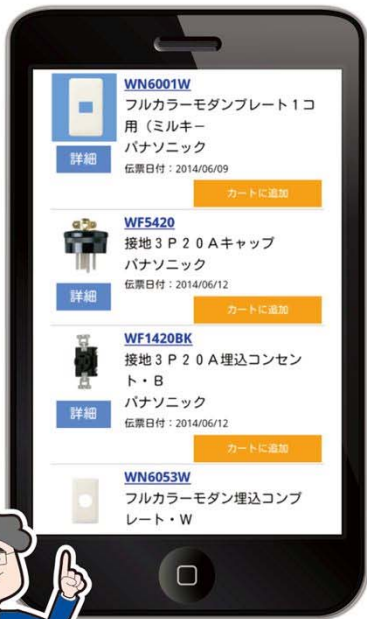 WN6001W
フルカラーモダンプレート1コ
用（ミルキー
パナソニック
詳細
伝票日付：2014/06/09
カートに追加
WF5420
接地３Ｐ２０Ａキャップ
パナソニック
詳細
伝票日付：2014/06/12
カートに追加
WF1420BK
接地３Ｐ２０Ａ埋込コンセン
ト・Ｂ
パナソニック
詳細
伝票日付：2014/06/12
カートに追加
WN6053W
フルカラーモダン埋込コンプ
レート・Ｗ